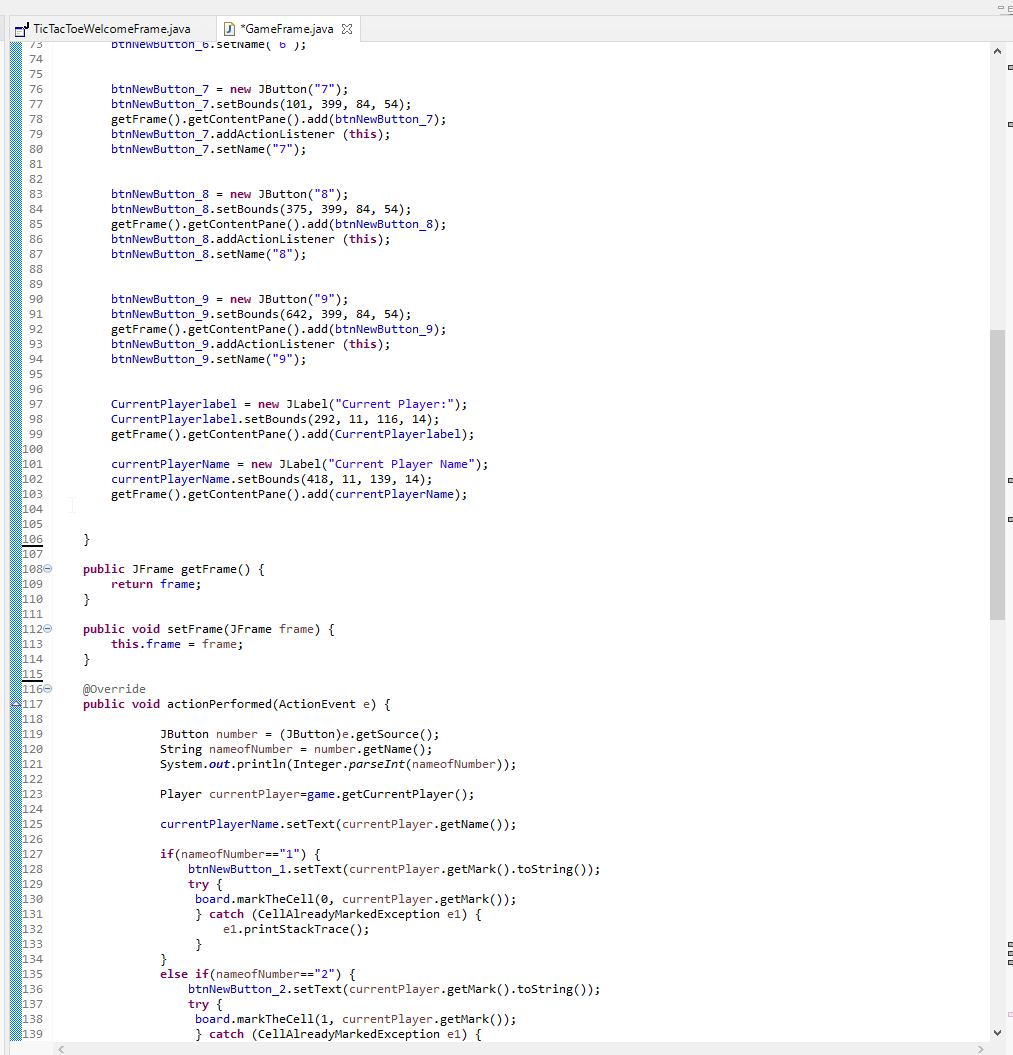 TicTacToeWelcomeFrame.java
*GameFrame.java
73 btnNewButton_6.setName("6");
74
75
76 btnNewButton_7 = new JButton("7");
77 btnNewButton_7.setBounds(101, 399, 84, 54);
78 getFrame().getContentPane().add(btnNewButton_7);
79 btnNewButton_7.addActionListener (this);
80 btnNewButton_7.setName("7");
81
82
83 btnNewButton_8 = new JButton("8");
84 btnNewButton_8.setBounds(375, 399, 84, 54);
85 getFrame().getContentPane().add(btnNewButton_8);
86 btnNewButton_8.addActionListener (this);
87 btnNewButton_8.setName("8");
88
89
90 btnNewButton_9 = new JButton("9");
91 btnNewButton_9.setBounds(642, 399, 84, 54);
92 getFrame().getContentPane().add(btnNewButton_9);
93 btnNewButton_9.addActionListener (this);
94 btnNewButton_9.setName("9");
95
96
97 CurrentPlayerlabel = new JLabel("Current Player:");
98 CurrentPlayerlabel.setBounds(292, 11, 116, 14);
99 getFrame().getContentPane().add(CurrentPlayerlabel);
100
101 currentPlayerName = new JLabel("Current Player Name");
102 currentPlayerName.setBounds(418, 11, 139, 14);
103 getFrame().getContentPane().add(currentPlayerName);
104
105
106 }
107
108 public JFrame getFrame() {
109 return frame;
110 }
111
112 public void setFrame(JFrame frame) {
113 this.frame = frame;
114 }
115
116 @Override
117 public void actionPerformed(ActionEvent e) {
118
119 JButton number = (JButton)e.getSource();
120 String nameofNumber = number.getName();
121 System.out.println(Integer.parseInt(nameofNumber));
122
123 Player currentPlayer=game.getCurrentPlayer();
124
125 currentPlayerName.setText(currentPlayer.getName());
126
127 if(nameofNumber=="1") {
128 btnNewButton_1.setText(currentPlayer.getMark().toString());
129 try {
130 board.markTheCell(0, currentPlayer.getMark());
131 } catch (CellAlreadyMarkedException e1) {
132 e1.printStackTrace();
133 }
134 }
135 else if(nameofNumber=="2") {
136 btnNewButton_2.setText(currentPlayer.getMark().toString());
137 try {
138 board.markTheCell(1, currentPlayer.getMark());
139 } catch (CellAlreadyMarkedException e1) {